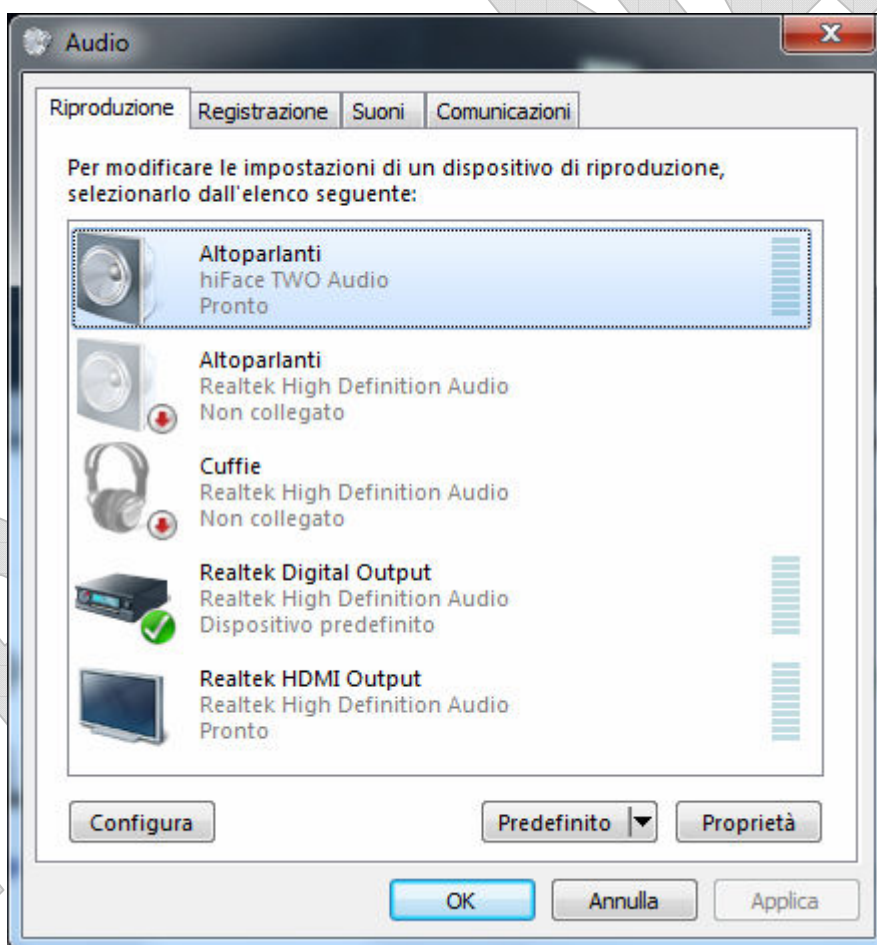 Audio
Riproduzione Registrazione Suoni Comunicazioni
Per modificare le impostazioni di un dispositivo di riproduzione,
selezionarlo dall'elenco seguente:
Altoparlanti
hiFace TWO Audio
Pronto
Altoparlanti
Realtek High Definition Audio
Non collegato
Cuffie
Realtek High Definition Audio
Non collegato
Realtek Digital Output
Realtek High Definition Audio
Dispositivo predefinito
Realtek HDMI Output
Realtek High Definition Audio
Pronto
Configura Predefinito Proprietà
OK Annulla Applica